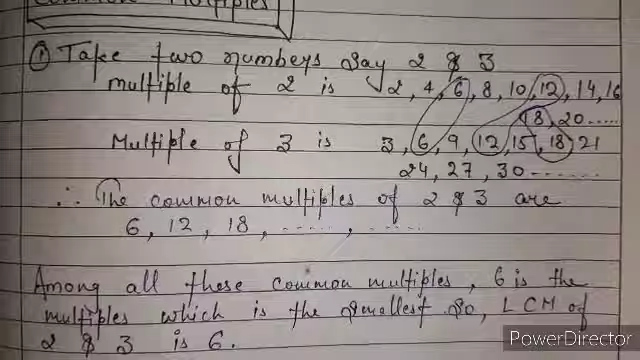 Common Multiples
① Take two numbers say 2 & 3
multiple of 2 is 2, 4, 6, 8, 10, 12, 14, 16
18, 20.....
Multiple of 3 is 3, 6, 9, 12, 15, 18, 21
24, 27, 30.......
∴ The common multiples of 2 & 3 are
6, 12, 18, ......, ......
Among all these common multiples, 6 is the
multiples which is the smallest so, LCM of
2 & 3 is 6.
PowerDirector